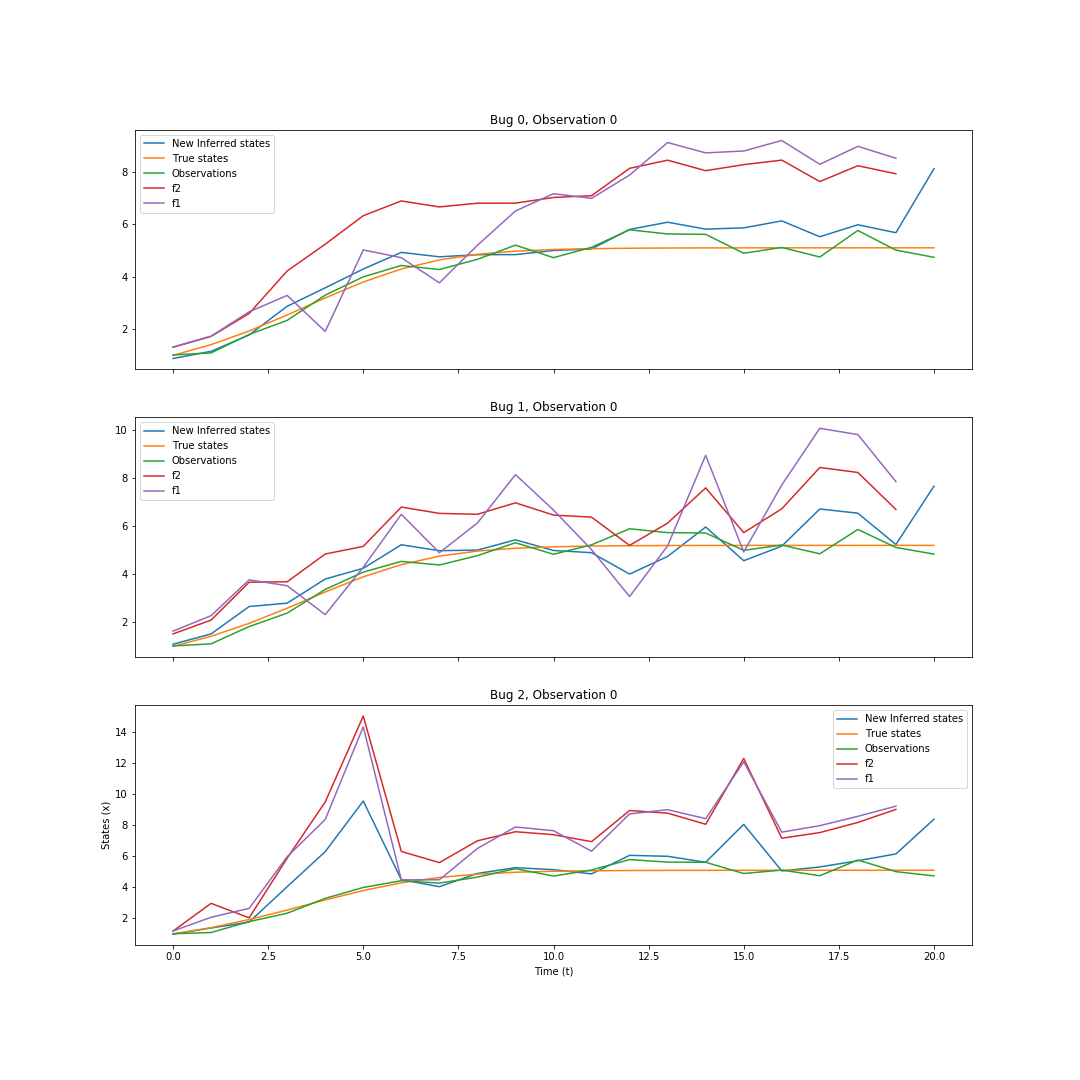 Bug 0, Observation 0
New Inferred states
True states
Observations
f2
f1
8
6
4
2
Bug 1, Observation 0
New Inferred states
True states
Observations
f2
f1
10
8
6
4
2
Bug 2, Observation 0
New Inferred states
True states
Observations
f2
f1
States (x)
14
12
10
8
6
4
2
0.0 2.5 5.0 7.5 10.0 12.5 15.0 17.5 20.0
Time (t)